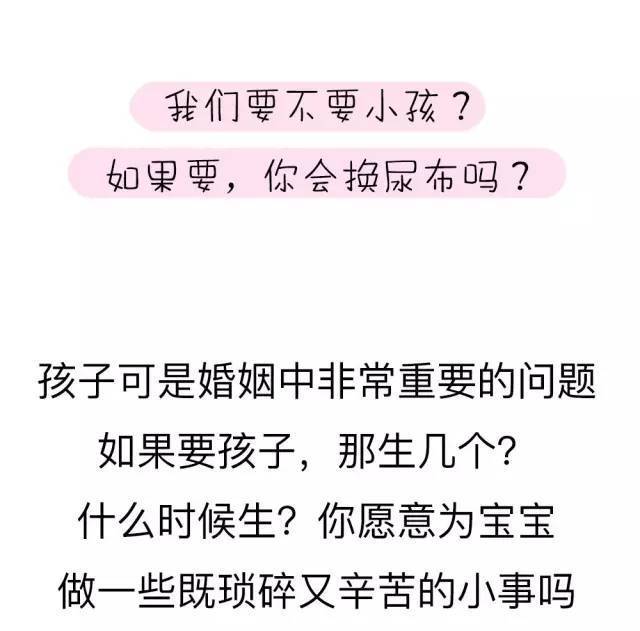 我们要不要小孩？
如果要，你会换尿布吗？
孩子可是婚姻中非常重要的问题
如果要孩子，那生几个？
什么时候生？你愿意为宝宝
做一些既琐碎又辛苦的小事吗